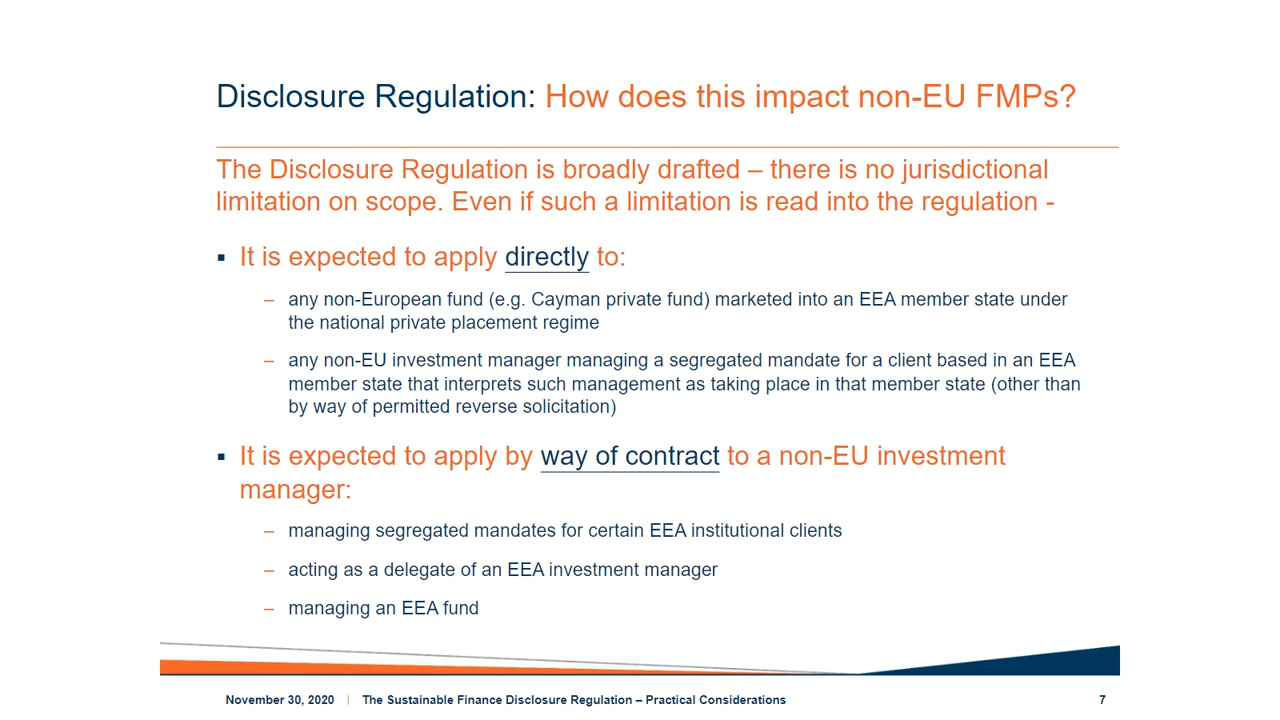 Disclosure Regulation: How does this impact non-EU FMPs?
The Disclosure Regulation is broadly drafted – there is no jurisdictional
limitation on scope. Even if such a limitation is read into the regulation -
▪ It is expected to apply directly to:
– any non-European fund (e.g. Cayman private fund) marketed into an EEA member state under
the national private placement regime
– any non-EU investment manager managing a segregated mandate for a client based in an EEA
member state that interprets such management as taking place in that member state (other than
by way of permitted reverse solicitation)
▪ It is expected to apply by way of contract to a non-EU investment
manager:
– managing segregated mandates for certain EEA institutional clients
– acting as a delegate of an EEA investment manager
– managing an EEA fund
November 30, 2020 | The Sustainable Finance Disclosure Regulation – Practical Considerations 7